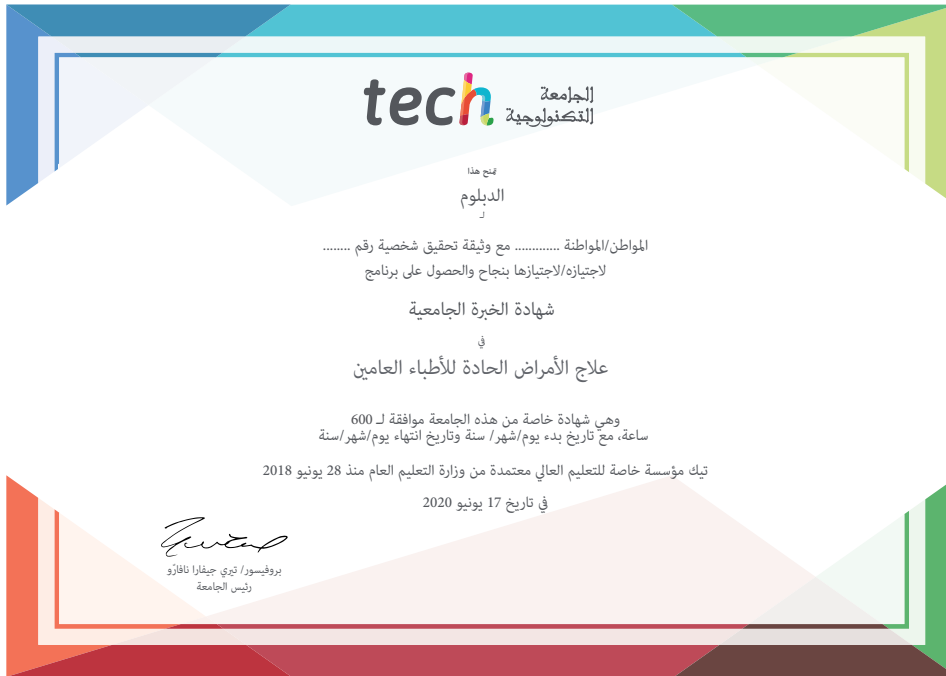 tech الجامعة
التكنولوجية
يمنح هذا
الدبلوم
لـ
المواطن/المواطنة ............ مع وثيقة تحقيق شخصية رقم ........
لاجتيازه/لاجتيازها بنجاح والحصول على برنامج
شهادة الخبرة الجامعية
في
علاج الأمراض الحادة للأطباء العامين
وهي شهادة خاصة من هذه الجامعة موافقة لـ 600
ساعة، مع تاريخ بدء يوم/شهر/ سنة وتاريخ انتهاء يوم/شهر/سنة
تيك مؤسسة خاصة للتعليم العالي معتمدة من وزارة التعليم العام منذ 28 يونيو 2018
في تاريخ 17 يونيو 2020
بروفيسور/ تيري جيفارا نافارّو
رئيس الجامعة